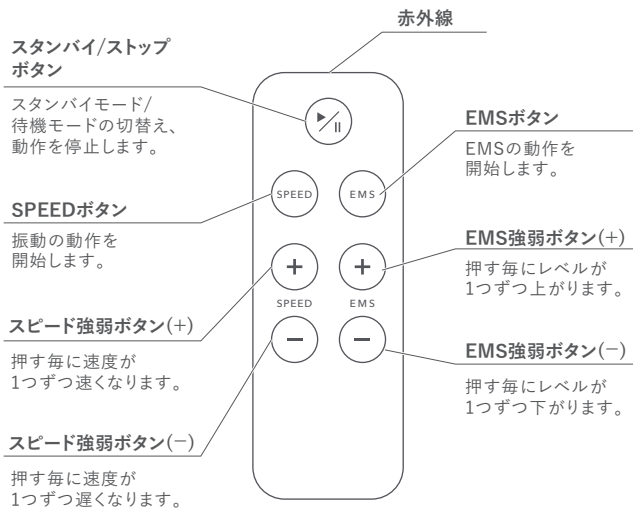 赤外線
スタンバイ/ストップ
ボタン
スタンバイモード/
待機モードの切替え、
動作を停止します。
SPEEDボタン
振動の動作を
開始します。
スピード強弱ボタン(+)
押す毎に速度が
1つずつ速くなります。
スピード強弱ボタン(−)
押す毎に速度が
1つずつ遅くなります。
SPEED
EMS
+
+
SPEED
EMS
−
−
EMSボタン
EMSの動作を
開始します。
EMS強弱ボタン(+)
押す毎にレベルが
1つずつ上がります。
EMS強弱ボタン(−)
押す毎にレベルが
1つずつ下がります。